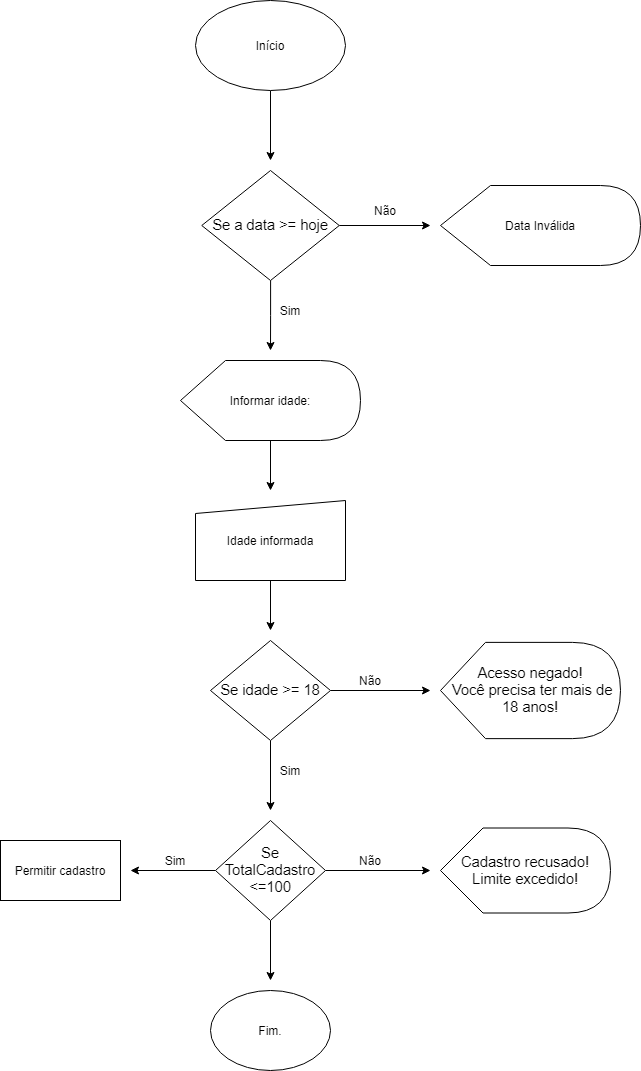 Início
Se a data >= hoje
Não
Data Inválida
Sim
Informar idade:
Idade informada
Se idade >= 18
Não
Acesso negado!
Você precisa ter mais de
18 anos!
Sim
Permitir cadastro
Sim
Se
TotalCadastro
<=100
Não
Cadastro recusado!
Limite excedido!
Fim.